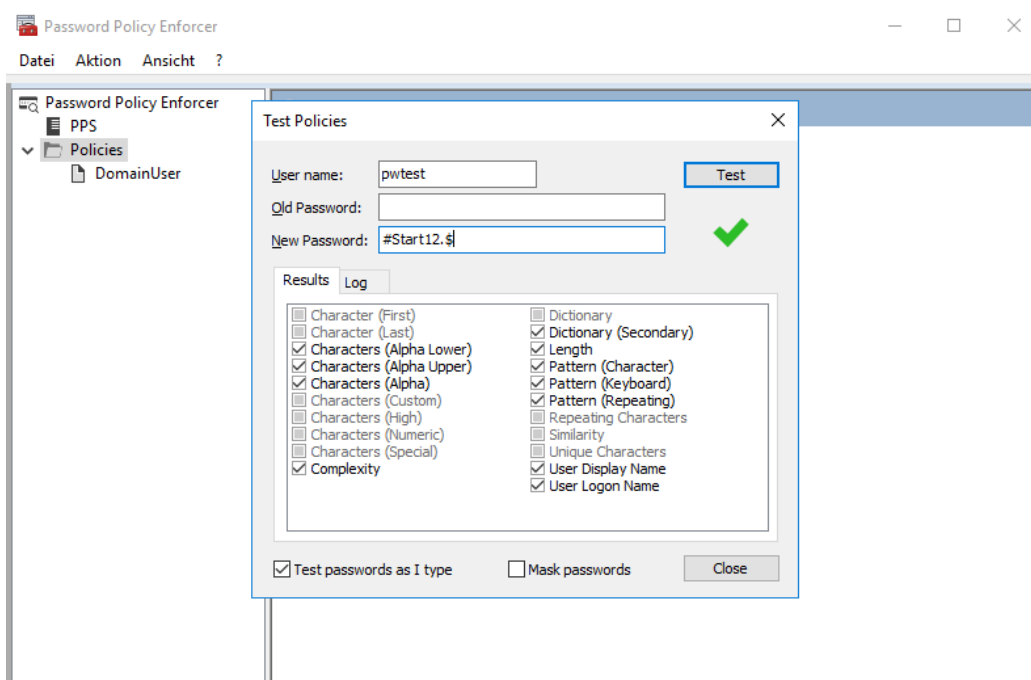 Password Policy Enforcer
Datei Aktion Ansicht ?
Password Policy Enforcer
PPS
Policies
DomainUser
Test Policies
User name: pwtest
Test
Old Password:
New Password: #Start12.$
Results Log
Character (First)
Character (Last)
Characters (Alpha Lower)
Characters (Alpha Upper)
Characters (Alpha)
Characters (Custom)
Characters (High)
Characters (Numeric)
Characters (Special)
Complexity
Dictionary
Dictionary (Secondary)
Length
Pattern (Character)
Pattern (Keyboard)
Pattern (Repeating)
Repeating Characters
Similarity
Unique Characters
User Display Name
User Logon Name
Test passwords as I type
Mask passwords
Close